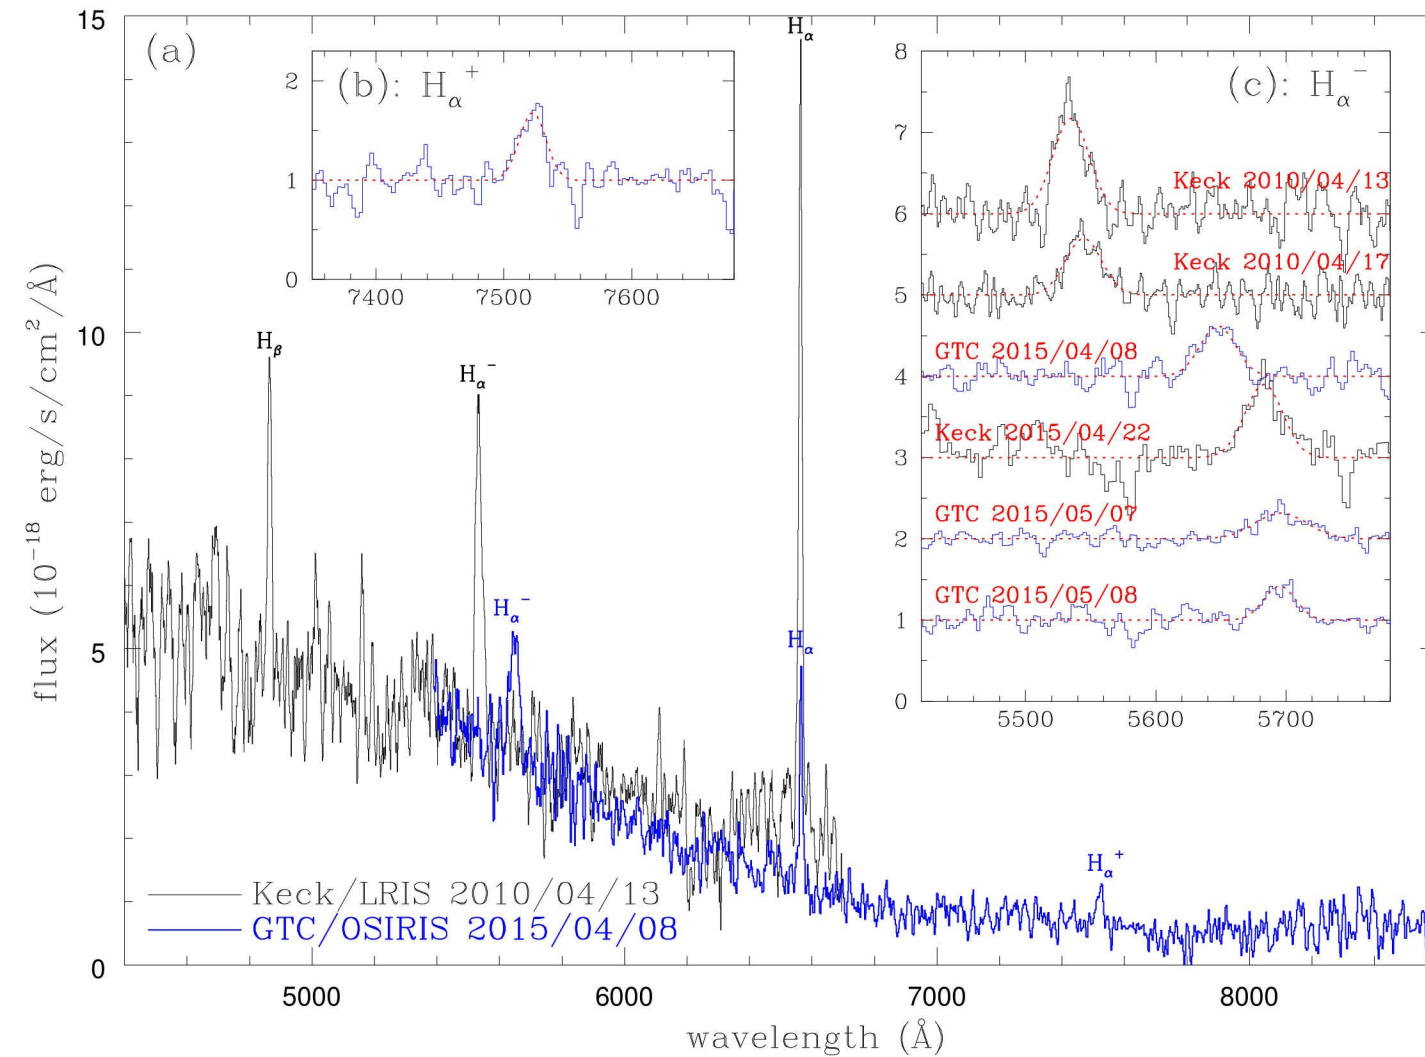 15
10
5
0
flux (10⁻¹⁸ erg/s/cm²/Å)
(a)
Hβ
Hα⁻
Hα
Hα⁻
Hα
Hα⁺
Keck/LRIS 2010/04/13
GTC/OSIRIS 2015/04/08
5000 6000 7000 8000
wavelength (Å)
(b): Hα⁺
2
1
0
7400 7500 7600
(c): Hα⁻
8
7
6
5
4
3
2
1
0
Keck 2010/04/13
Keck 2010/04/17
GTC 2015/04/08
Keck 2015/04/22
GTC 2015/05/07
GTC 2015/05/08
5500 5600 5700